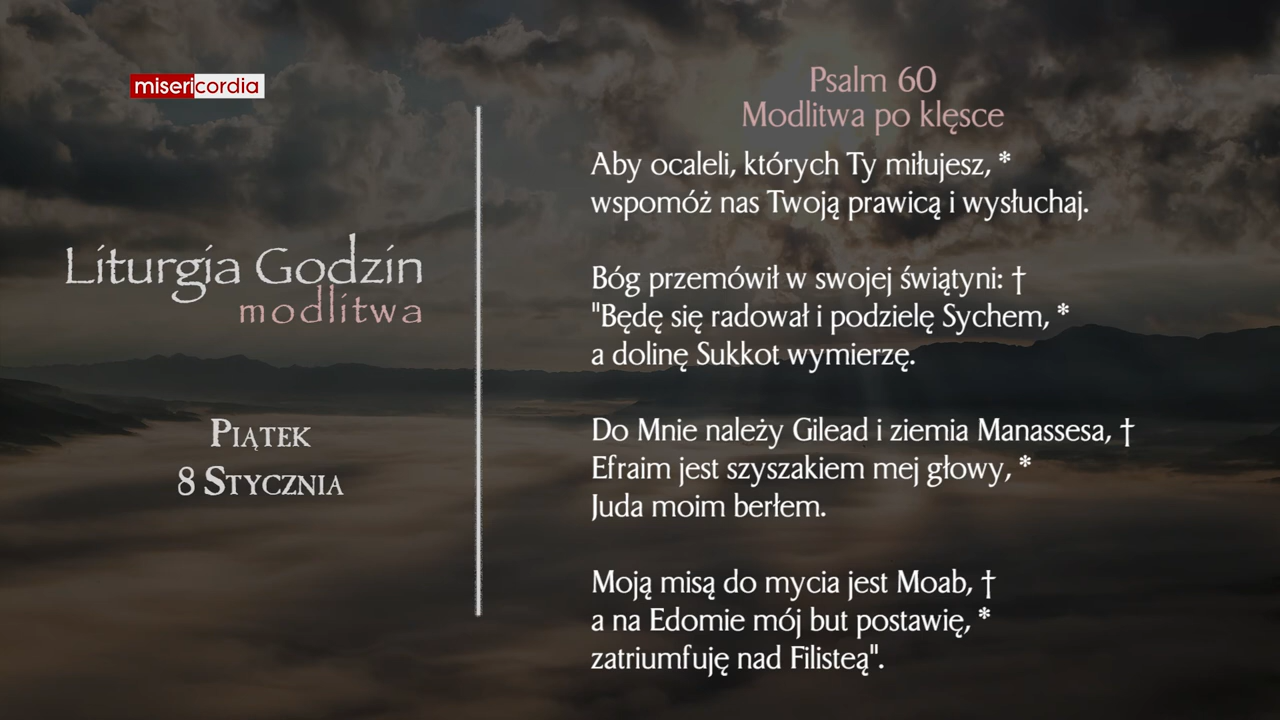 misericordia
Liturgia Godzin
modlitwa
Piątek
8 Stycznia
Psalm 60
Modlitwa po klęsce
Aby ocaleli, których Ty miłujesz, *
wspomóż nas Twoją prawicą i wysłuchaj.
Bóg przemówił w swojej świątyni: †
"Będę się radował i podzielę Sychem, *
a dolinę Sukkot wymierzę.
Do Mnie należy Gilead i ziemia Manassesa, †
Efraim jest szyszakiem mej głowy, *
Juda moim berłem.
Moją misą do mycia jest Moab, †
a na Edomie mój but postawię, *
zatriumfuję nad Filisteą".